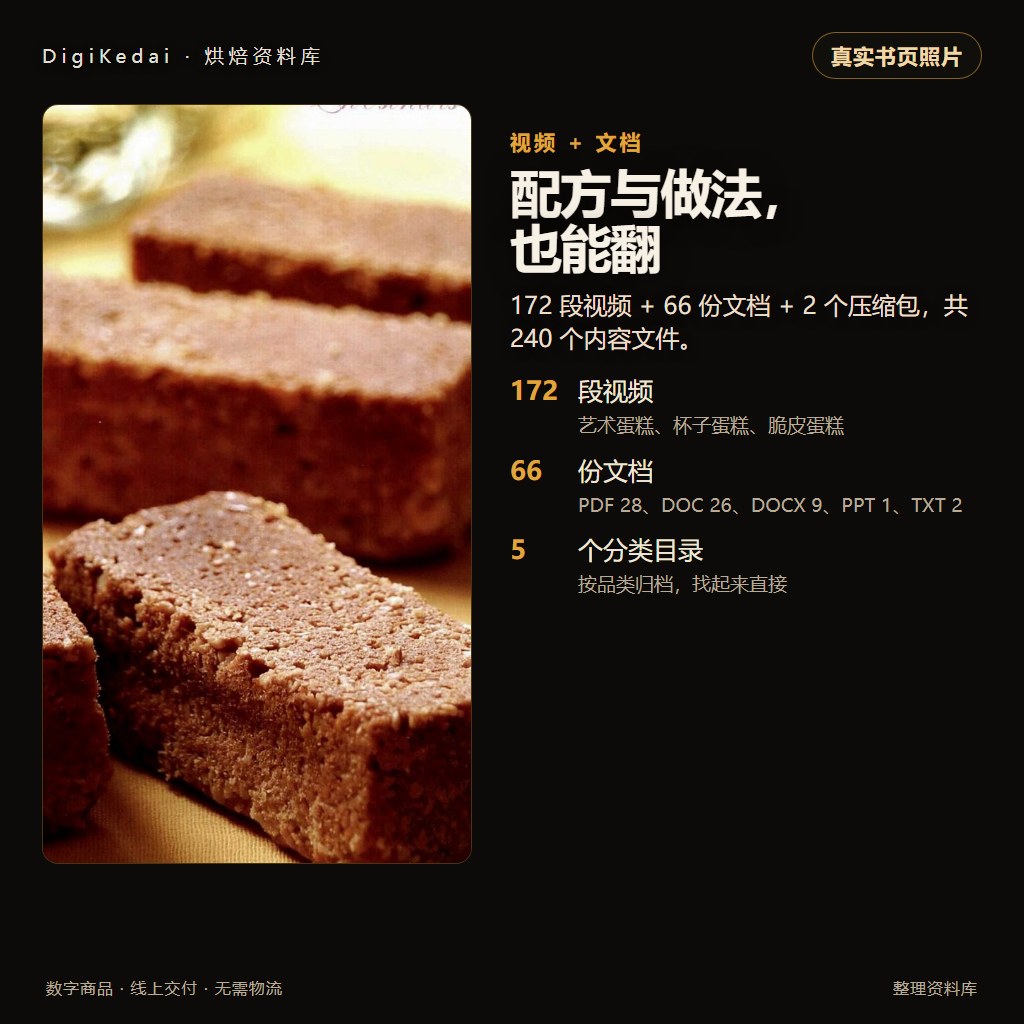 DigiKedai · 烘焙资料库
真实书页照片
视频 + 文档
配方与做法，
也能翻
172 段视频 + 66 份文档 + 2 个压缩包，共
240 个内容文件。
172 段视频
艺术蛋糕、杯子蛋糕、脆皮蛋糕
66 份文档
PDF 28、DOC 26、DOCX 9、PPT 1、TXT 2
5 个分类目录
按品类归档，找起来直接
数字商品 · 线上交付 · 无需物流
整理资料库